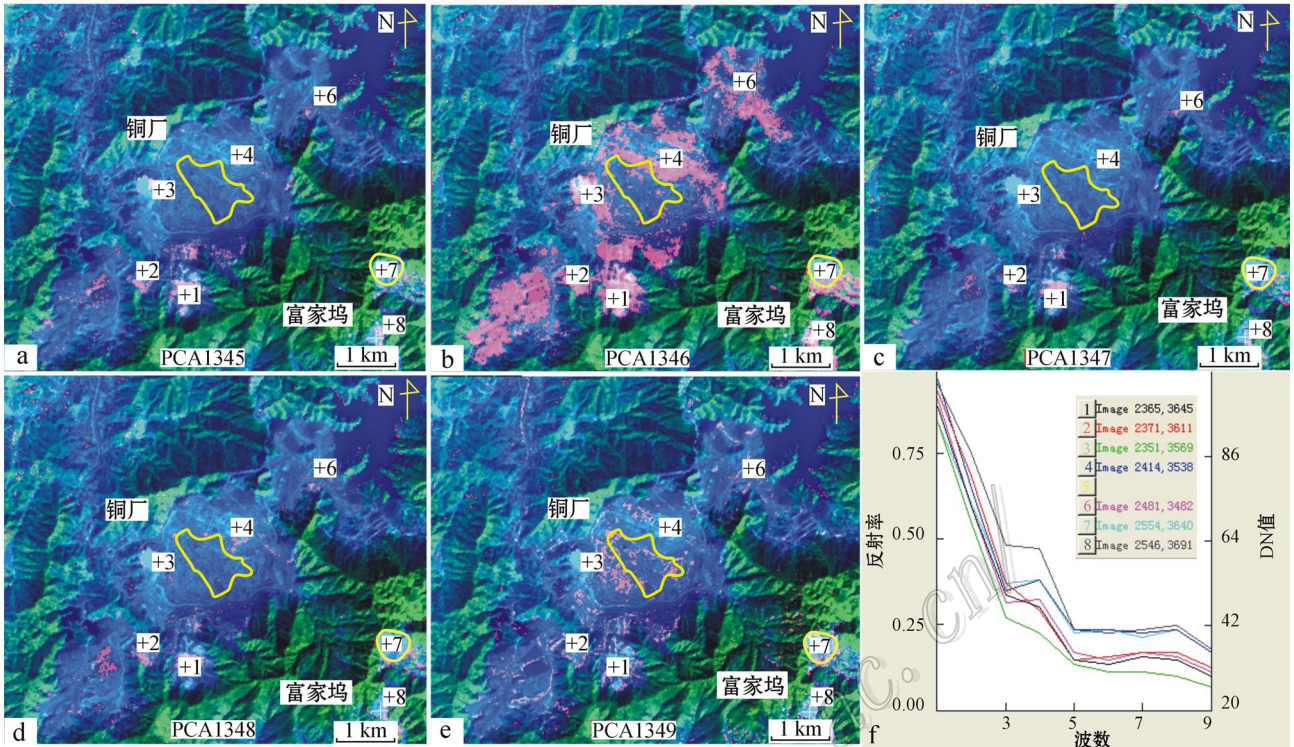 N
+6
铜厂
+4
+3
+7
+2
+1
富家坞
+8
a
PCA1345
1 km
N
+6
铜厂
+4
+3
+7
+2
+1
富家坞
+8
b
PCA1346
1 km
N
+6
铜厂
+4
+3
+7
+2
+1
富家坞
+8
c
PCA1347
1 km
N
+6
铜厂
+4
+3
+7
+2
+1
富家坞
+8
d
PCA1348
1 km
N
+6
铜厂
+4
+3
+7
+2
+1
富家坞
+8
e
PCA1349
1 km
1 Image 2365,3645
2 Image 2371,3611
3 Image 2351,3569
4 Image 2414,3538
5
6 Image 2481,3482
7 Image 2554,3640
8 Image 2546,3691
0.75
0.50
0.25
0.00
反射率
86
64
42
20
DN值
3 5 7 9
波数
f